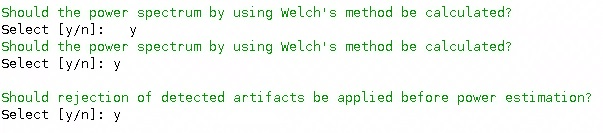 Should the power spectrum by using Welch's method be calculated?
Select [y/n]:   y
Should the power spectrum by using Welch's method be calculated?
Select [y/n]: y
Should rejection of detected artifacts be applied before power estimation?
Select [y/n]: y